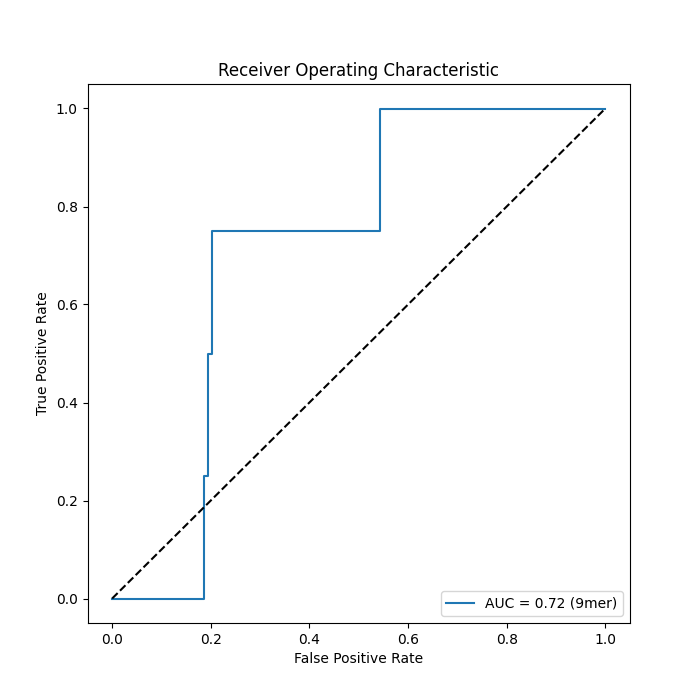 Receiver Operating Characteristic
1.0
0.8
0.6
0.4
0.2
0.0
True Positive Rate
0.0 0.2 0.4 0.6 0.8 1.0
False Positive Rate
AUC = 0.72 (9mer)